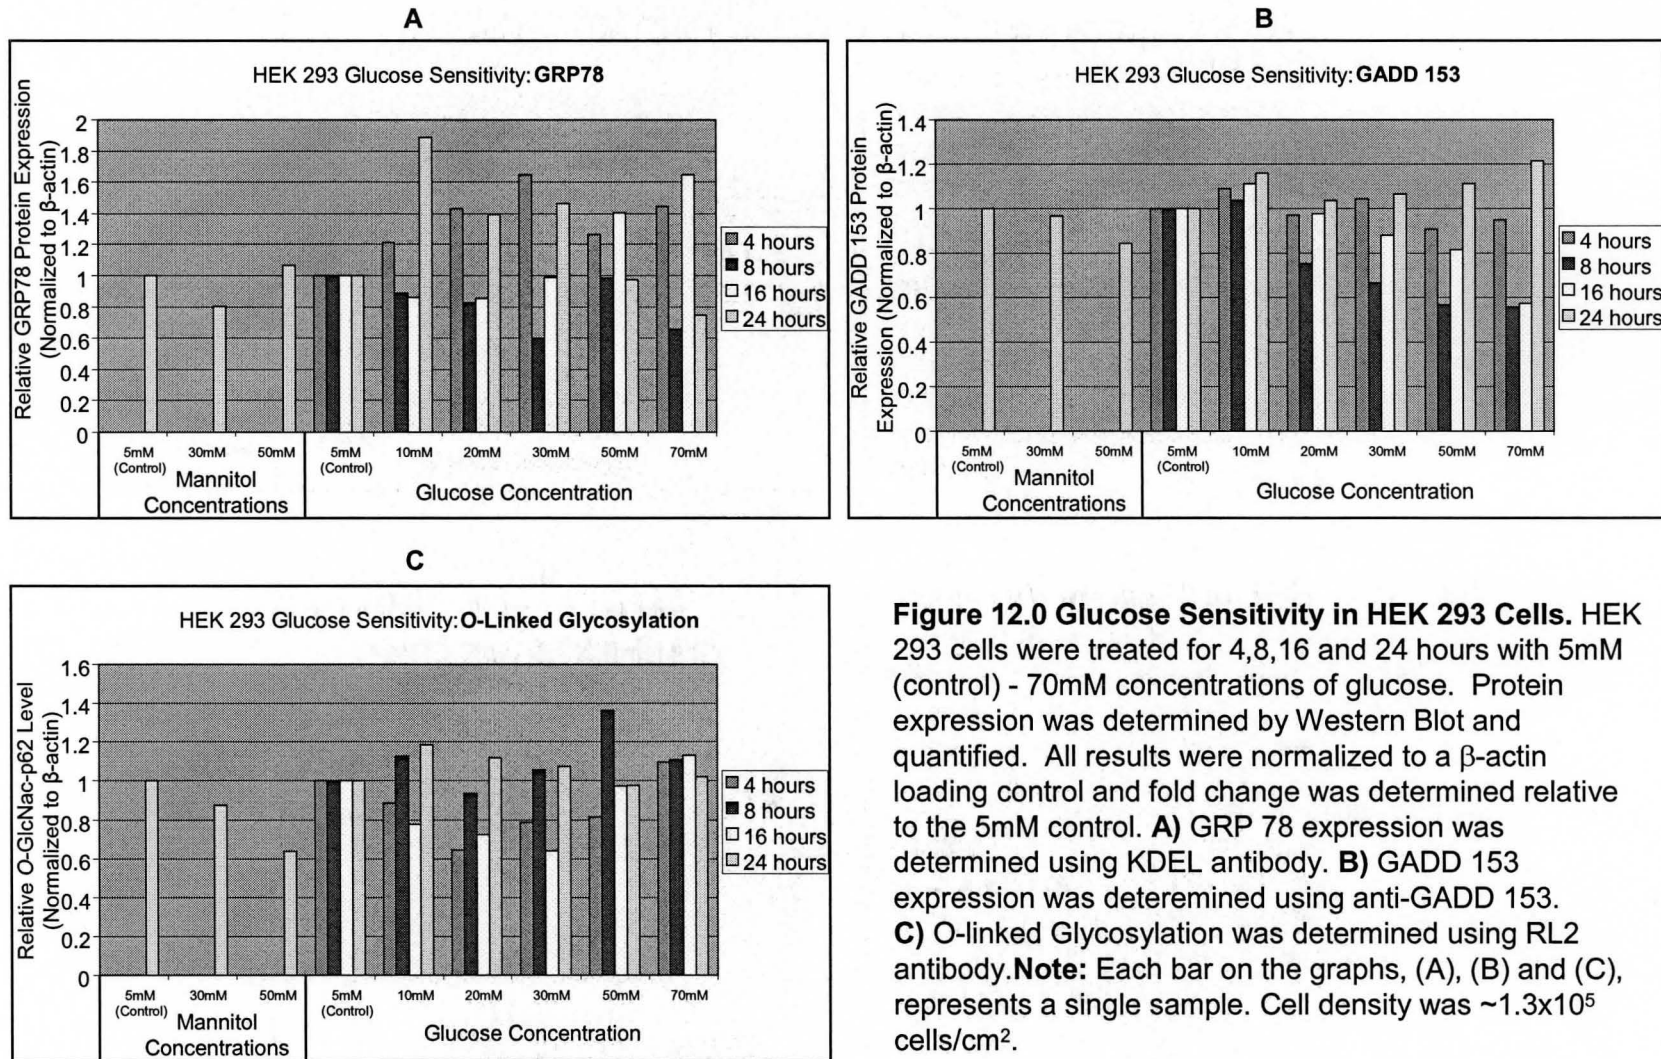 A
HEK 293 Glucose Sensitivity: GRP78
Relative GRP78 Protein Expression
(Normalized to β-actin)
2
1.8
1.6
1.4
1.2
1
0.8
0.6
0.4
0.2
0
5mM
(Control)
30mM
50mM
5mM
(Control)
10mM
20mM
30mM
50mM
70mM
Mannitol
Concentrations
Glucose Concentration
4 hours
8 hours
16 hours
24 hours
B
HEK 293 Glucose Sensitivity: GADD 153
Relative GADD 153 Protein
Expression (Normalized to β-actin)
1.4
1.2
1
0.8
0.6
0.4
0.2
0
5mM
(Control)
30mM
50mM
5mM
(Control)
10mM
20mM
30mM
50mM
70mM
Mannitol
Concentrations
Glucose Concentration
4 hours
8 hours
16 hours
24 hours
C
HEK 293 Glucose Sensitivity: O-Linked Glycosylation
Relative O-GlcNac-p62 Level
(Normalized to β-actin)
1.6
1.4
1.2
1
0.8
0.6
0.4
0.2
0
5mM
(Control)
30mM
50mM
5mM
(Control)
10mM
20mM
30mM
50mM
70mM
Mannitol
Concentrations
Glucose Concentration
4 hours
8 hours
16 hours
24 hours
Figure 12.0 Glucose Sensitivity in HEK 293 Cells. HEK
293 cells were treated for 4,8,16 and 24 hours with 5mM
(control) - 70mM concentrations of glucose. Protein
expression was determined by Western Blot and
quantified. All results were normalized to a β-actin
loading control and fold change was determined relative
to the 5mM control. A) GRP 78 expression was
determined using KDEL antibody. B) GADD 153
expression was deteremined using anti-GADD 153.
C) O-linked Glycosylation was determined using RL2
antibody.Note: Each bar on the graphs, (A), (B) and (C),
represents a single sample. Cell density was ~1.3x10⁵
cells/cm².